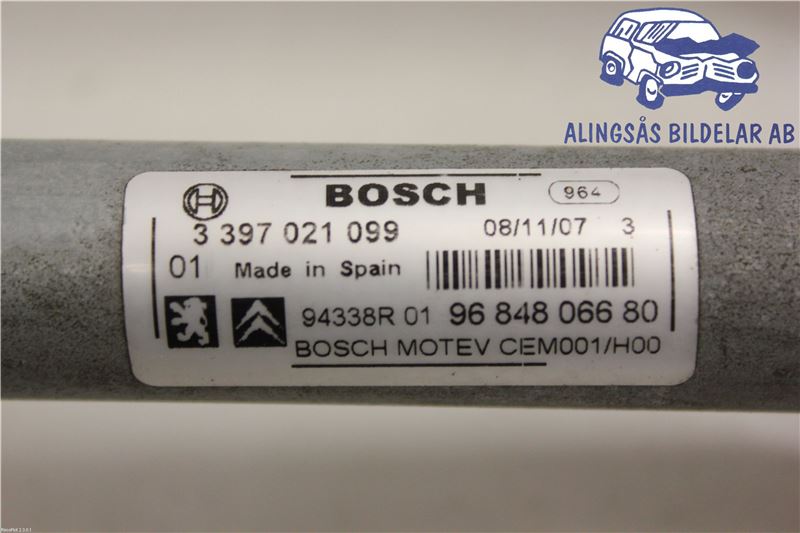 ALINGSÅS BILDELAR AB
BOSCH 964
3 397 021 099 08/11/07 3
01 Made in Spain
94338R 01 96 848 066 80
BOSCH MOTEV CEM001/H00